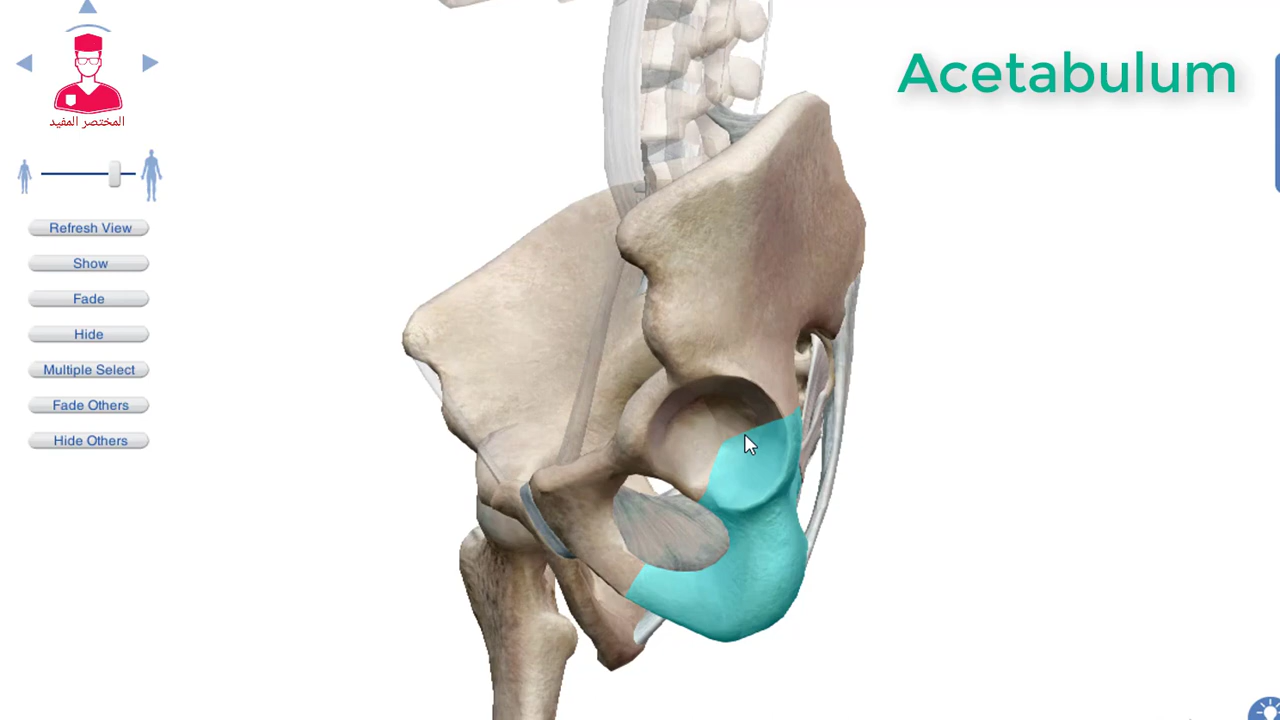 Acetabulum
المختصر المفيد
Refresh View
Show
Fade
Hide
Multiple Select
Fade Others
Hide Others